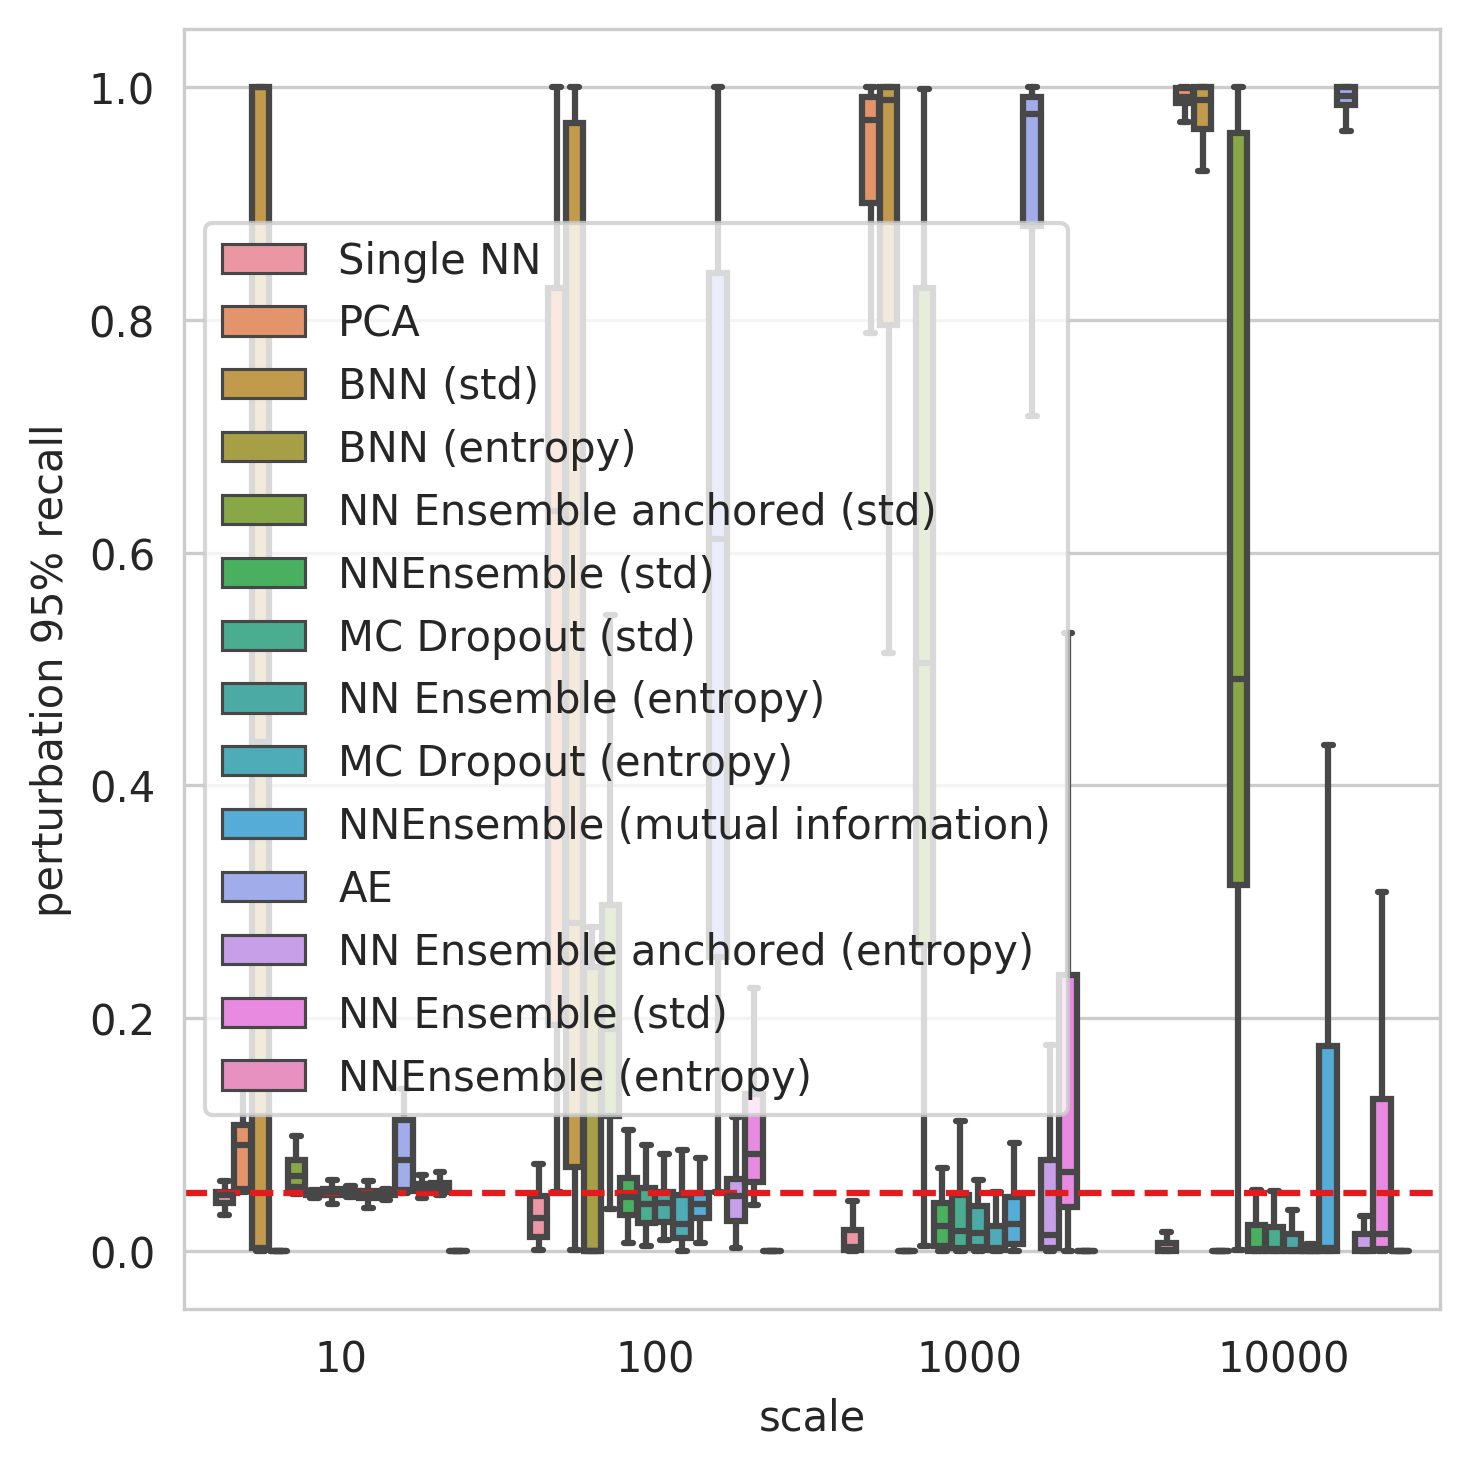 1.0
0.8
0.6
0.4
0.2
0.0
perturbation 95% recall
Single NN
PCA
BNN (std)
BNN (entropy)
NN Ensemble anchored (std)
NNEnsemble (std)
MC Dropout (std)
NN Ensemble (entropy)
MC Dropout (entropy)
NNEnsemble (mutual information)
AE
NN Ensemble anchored (entropy)
NN Ensemble (std)
NNEnsemble (entropy)
10 100 1000 10000
scale